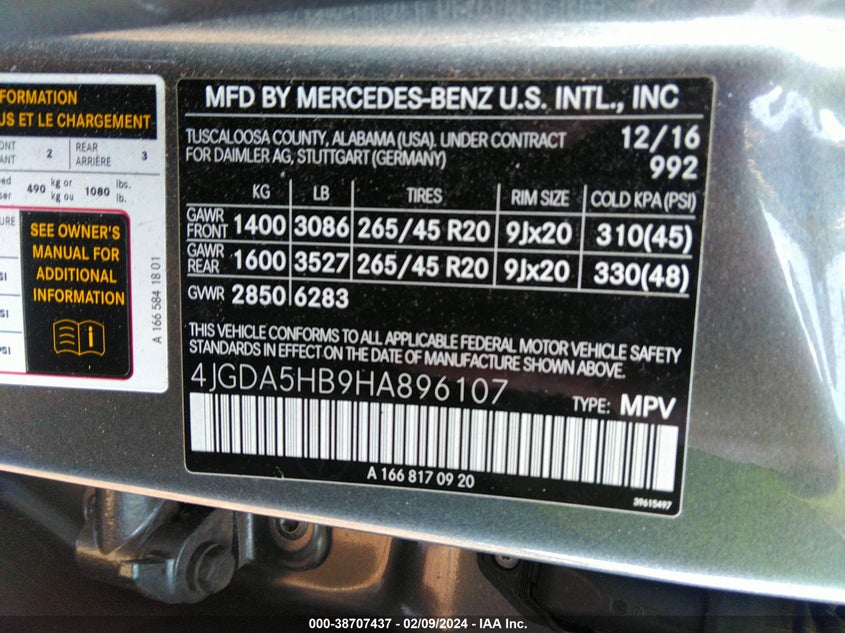 FORMATION
US ET LE CHARGEMENT
2 REAR ARRIÈRE 3
490 kg or kg ou 1080 lbs. lb.
SEE OWNER'S
MANUAL FOR
ADDITIONAL
INFORMATION
i
A 166 584 18 01
MFD BY MERCEDES-BENZ U.S. INTL., INC
TUSCALOOSA COUNTY, ALABAMA (USA). UNDER CONTRACT
FOR DAIMLER AG, STUTTGART (GERMANY)
12/16
992
KG LB TIRES RIM SIZE COLD KPA (PSI)
GAWR FRONT 1400 3086 265/45 R20 9Jx20 310(45)
GAWR REAR 1600 3527 265/45 R20 9Jx20 330(48)
GVWR 2850 6283
THIS VEHICLE CONFORMS TO ALL APPLICABLE FEDERAL MOTOR VEHICLE SAFETY
STANDARDS IN EFFECT ON THE DATE OF MANUFACTURE SHOWN ABOVE.
4JGDA5HB9HA896107
TYPE: MPV
A 166 817 09 20
39615497
000-38707437 - 02/09/2024 - IAA Inc.